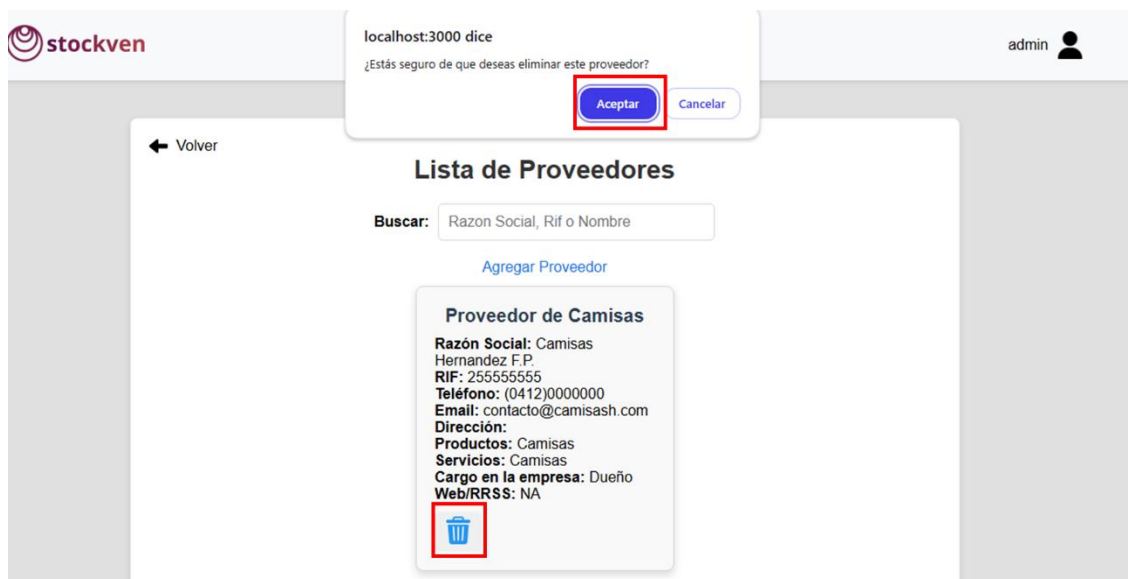 stockven
localhost:3000 dice
¿Estás seguro de que deseas eliminar este proveedor?
Aceptar Cancelar
admin
Volver
Lista de Proveedores
Buscar: Razon Social, Rif o Nombre
Agregar Proveedor
Proveedor de Camisas
Razón Social: Camisas
Hernandez F.P.
RIF: 255555555
Teléfono: (0412)0000000
Email: contacto@camisash.com
Dirección:
Productos: Camisas
Servicios: Camisas
Cargo en la empresa: Dueño
Web/RRSS: NA